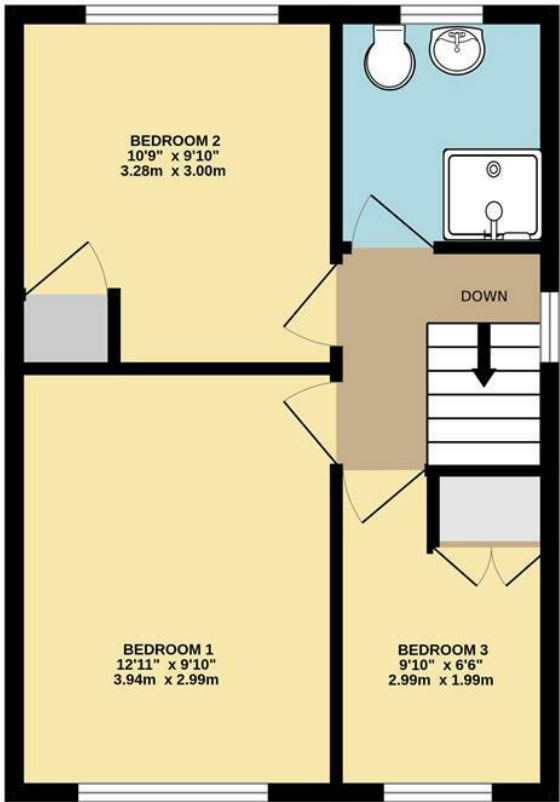 BEDROOM 2
10'9" x 9'10"
3.28m x 3.00m
DOWN
BEDROOM 1
12'11" x 9'10"
3.94m x 2.99m
BEDROOM 3
9'10" x 6'6"
2.99m x 1.99m